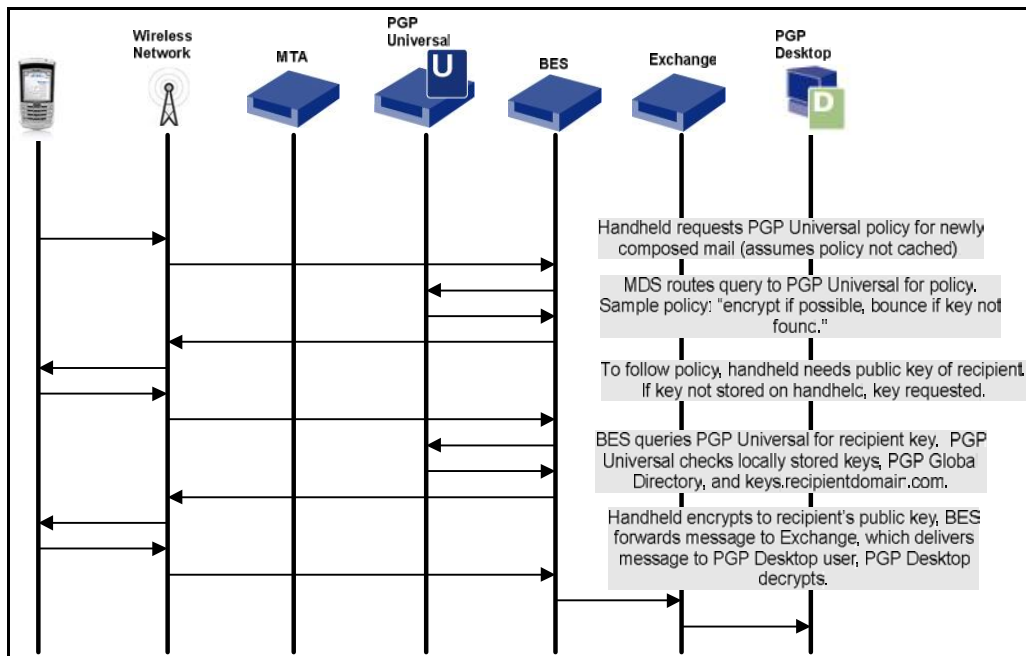 Wireless
Network
MTA
PGP
Universal
U
BES
Exchange
PGP
Desktop
D
Handheld requests PGP Universal policy for newly
composed mail (assumes policy not cached)
MDS routes query to PGP Universal for policy.
Sample policy: “encrypt if possible, bounce if key not
founc.”
To follow policy, handheld needs public key of recipient.
If key not stored on handhelc, key requested.
BES queries PGP Universal for recipient key. PGP
Universal checks locally stored keys, PGP Global
Directory, and keys.recipientdomain.com.
Handheld encrypts to recipient’s public key, BES
forwards message to Exchange, which delivers
message to PGP Desktop user, PGP Desktop
decrypts.